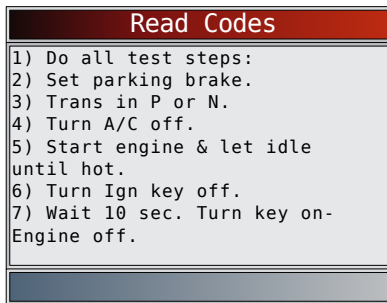 Read Codes
1) Do all test steps:
2) Set parking brake.
3) Trans in P or N.
4) Turn A/C off.
5) Start engine & let idle
until hot.
6) Turn Ign key off.
7) Wait 10 sec. Turn key on-
Engine off.